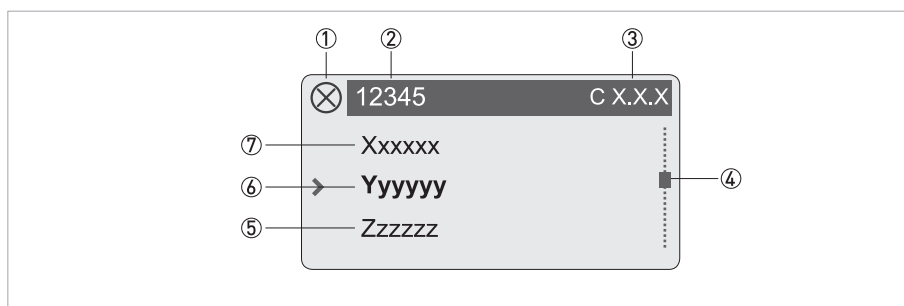 ① ② ③
12345 C X.X.X
⑦ Xxxxxx
⑥ Yyyyyy ④
⑤ Zzzzzz